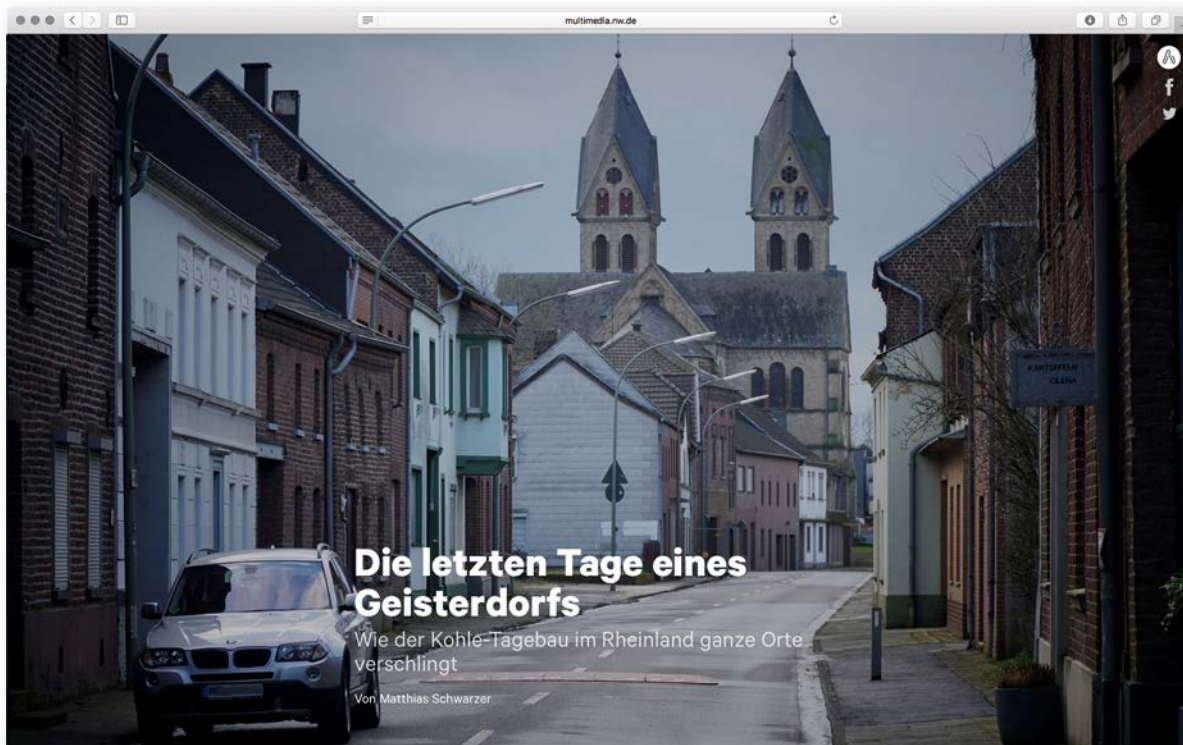 multimedia.nw.de
KARTOFFELN
Die letzten Tage eines
Geisterdorfs
Wie der Kohle-Tagebau im Rheinland ganze Orte
verschlingt
Von Matthias Schwarzer